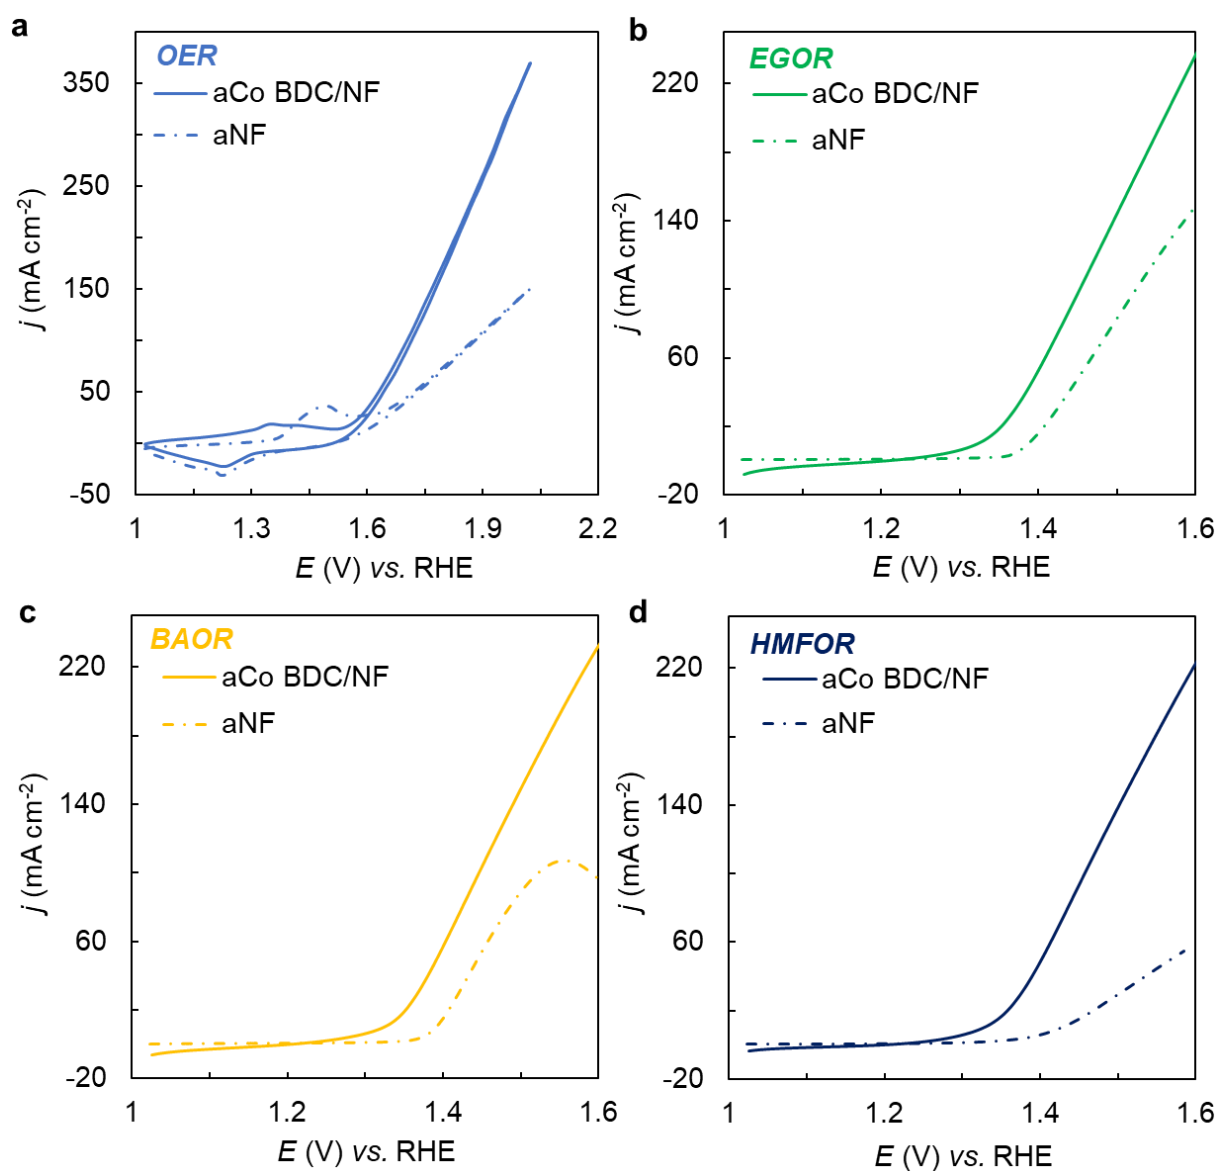 a
OER
aCo BDC/NF
aNF
350
250
150
50
-50
1
1.3
1.6
1.9
2.2
j (mA cm-2)
E (V) vs. RHE
b
EGOR
aCo BDC/NF
aNF
220
140
60
-20
1
1.2
1.4
1.6
j (mA cm-2)
E (V) vs. RHE
c
BAOR
aCo BDC/NF
aNF
220
140
60
-20
1
1.2
1.4
1.6
j (mA cm-2)
E (V) vs. RHE
d
HMFOR
aCo BDC/NF
aNF
220
140
60
-20
1
1.2
1.4
1.6
j (mA cm-2)
E (V) vs. RHE